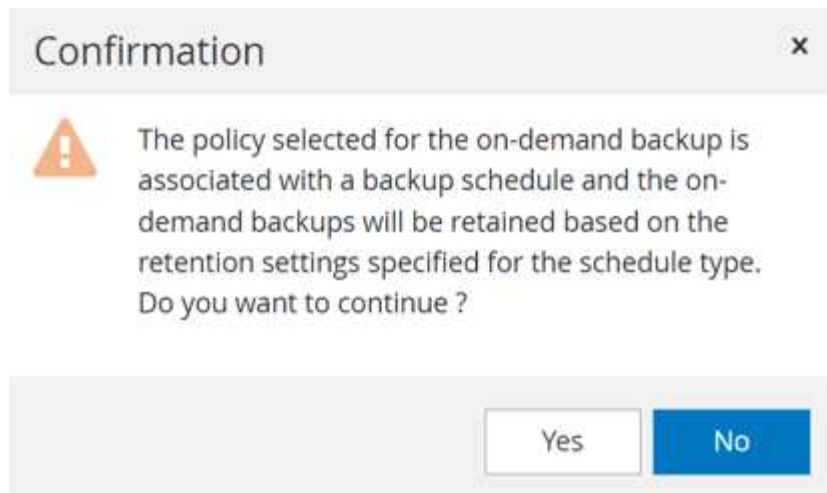 Confirmation
x
The policy selected for the on-demand backup is
associated with a backup schedule and the on-
demand backups will be retained based on the
retention settings specified for the schedule type.
Do you want to continue ?
Yes
No